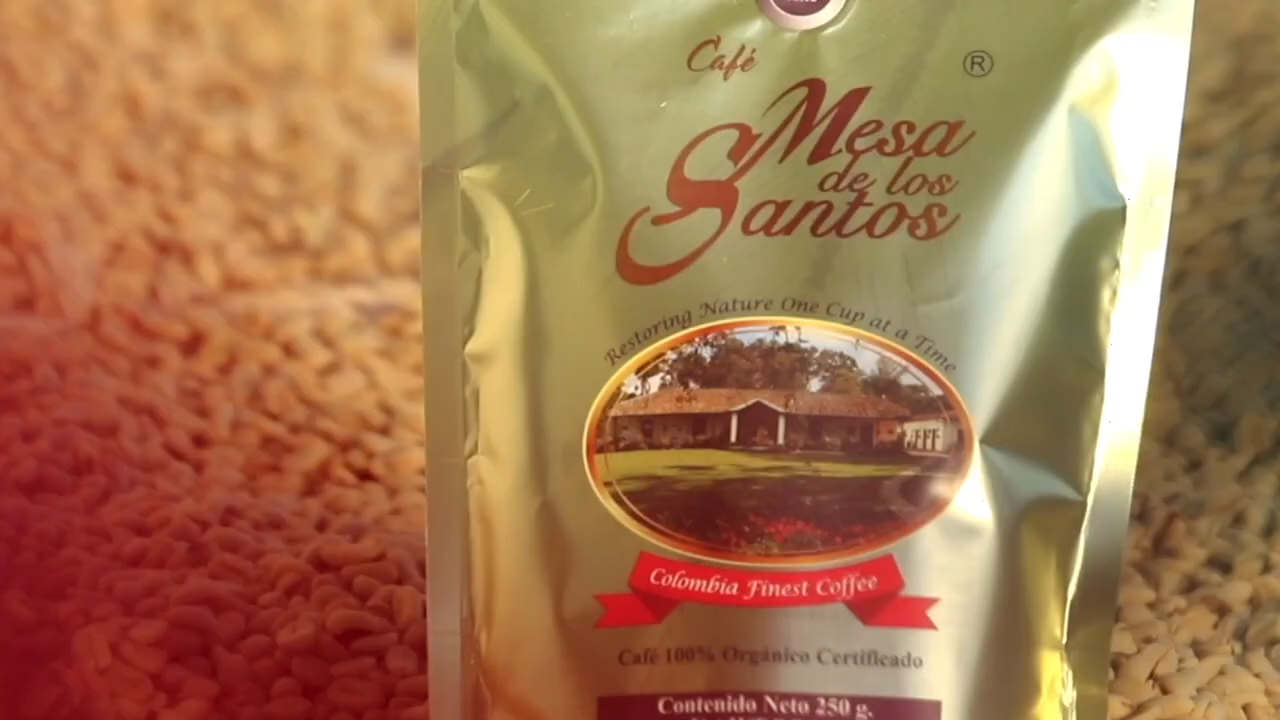 Café
®
Mesa
de los
Santos
Restoring Nature One Cup at a Time
Colombia Finest Coffee
Café 100% Orgánico Certificado
Contenido Neto 250 g.